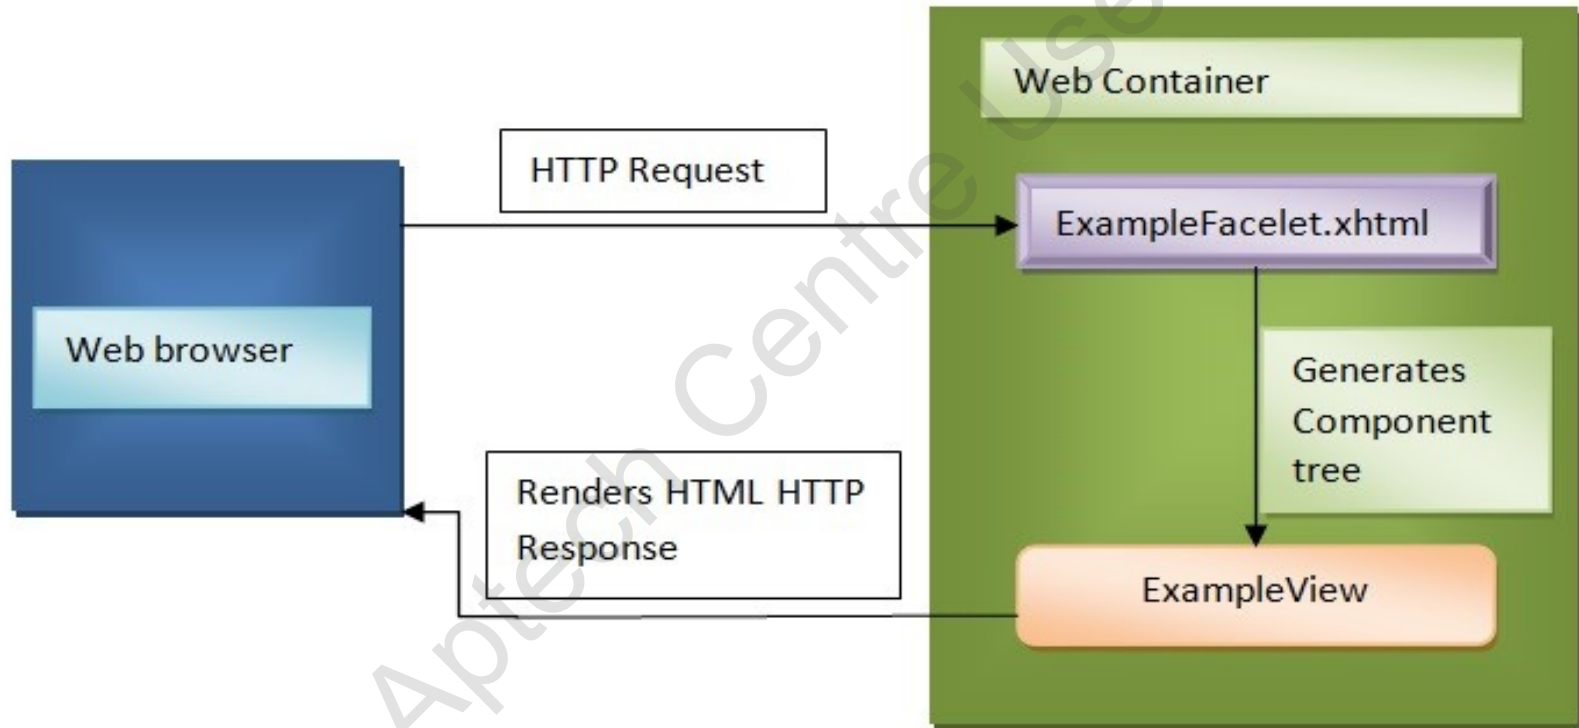 Web Container
HTTP Request
ExampleFacelet.xhtml
Web browser
Generates
Component
tree
Renders HTML HTTP
Response
ExampleView
Aptech Centre Use